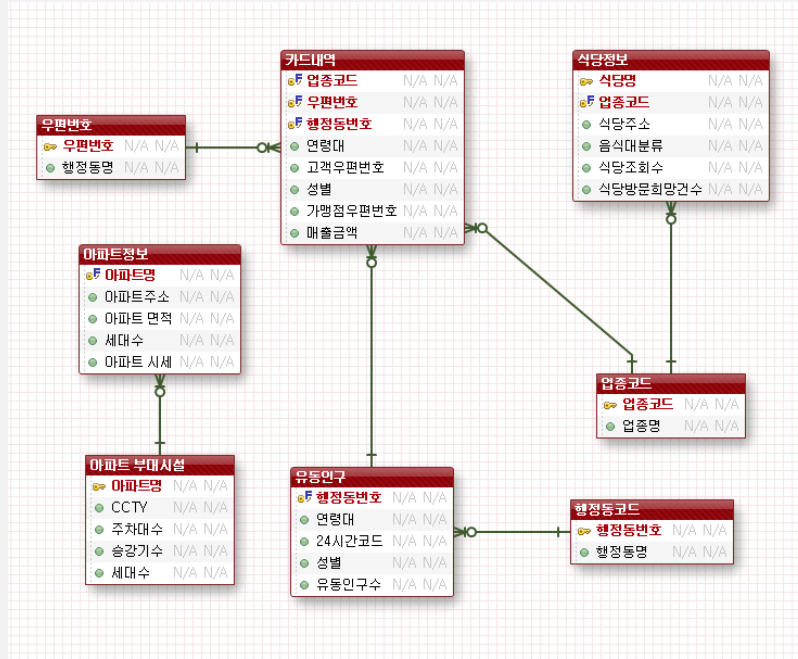 카드내역
업종코드 N/A N/A
우편번호 N/A N/A
행정동번호 N/A N/A
연령대 N/A N/A
고객우편번호 N/A N/A
성별 N/A N/A
가맹점우편번호 N/A N/A
매출금액 N/A N/A
식당정보
식당명 N/A N/A
업종코드 N/A N/A
식당주소 N/A N/A
음식대분류 N/A N/A
식당조회수 N/A N/A
식당방문희망건수 N/A N/A
우편번호
우편번호 N/A N/A
행정동명 N/A N/A
아파트정보
아파트명 N/A N/A
아파트주소 N/A N/A
아파트 면적 N/A N/A
세대수 N/A N/A
아파트 시세 N/A N/A
업종코드
업종코드 N/A N/A
업종명 N/A N/A
아파트 부대시설
아파트명 N/A N/A
CCTY N/A N/A
주차대수 N/A N/A
승강기수 N/A N/A
세대수 N/A N/A
유동인구
행정동번호 N/A N/A
연령대 N/A N/A
24시간코드 N/A N/A
성별 N/A N/A
유동인구수 N/A N/A
행정동코드
행정동번호 N/A N/A
행정동명 N/A N/A